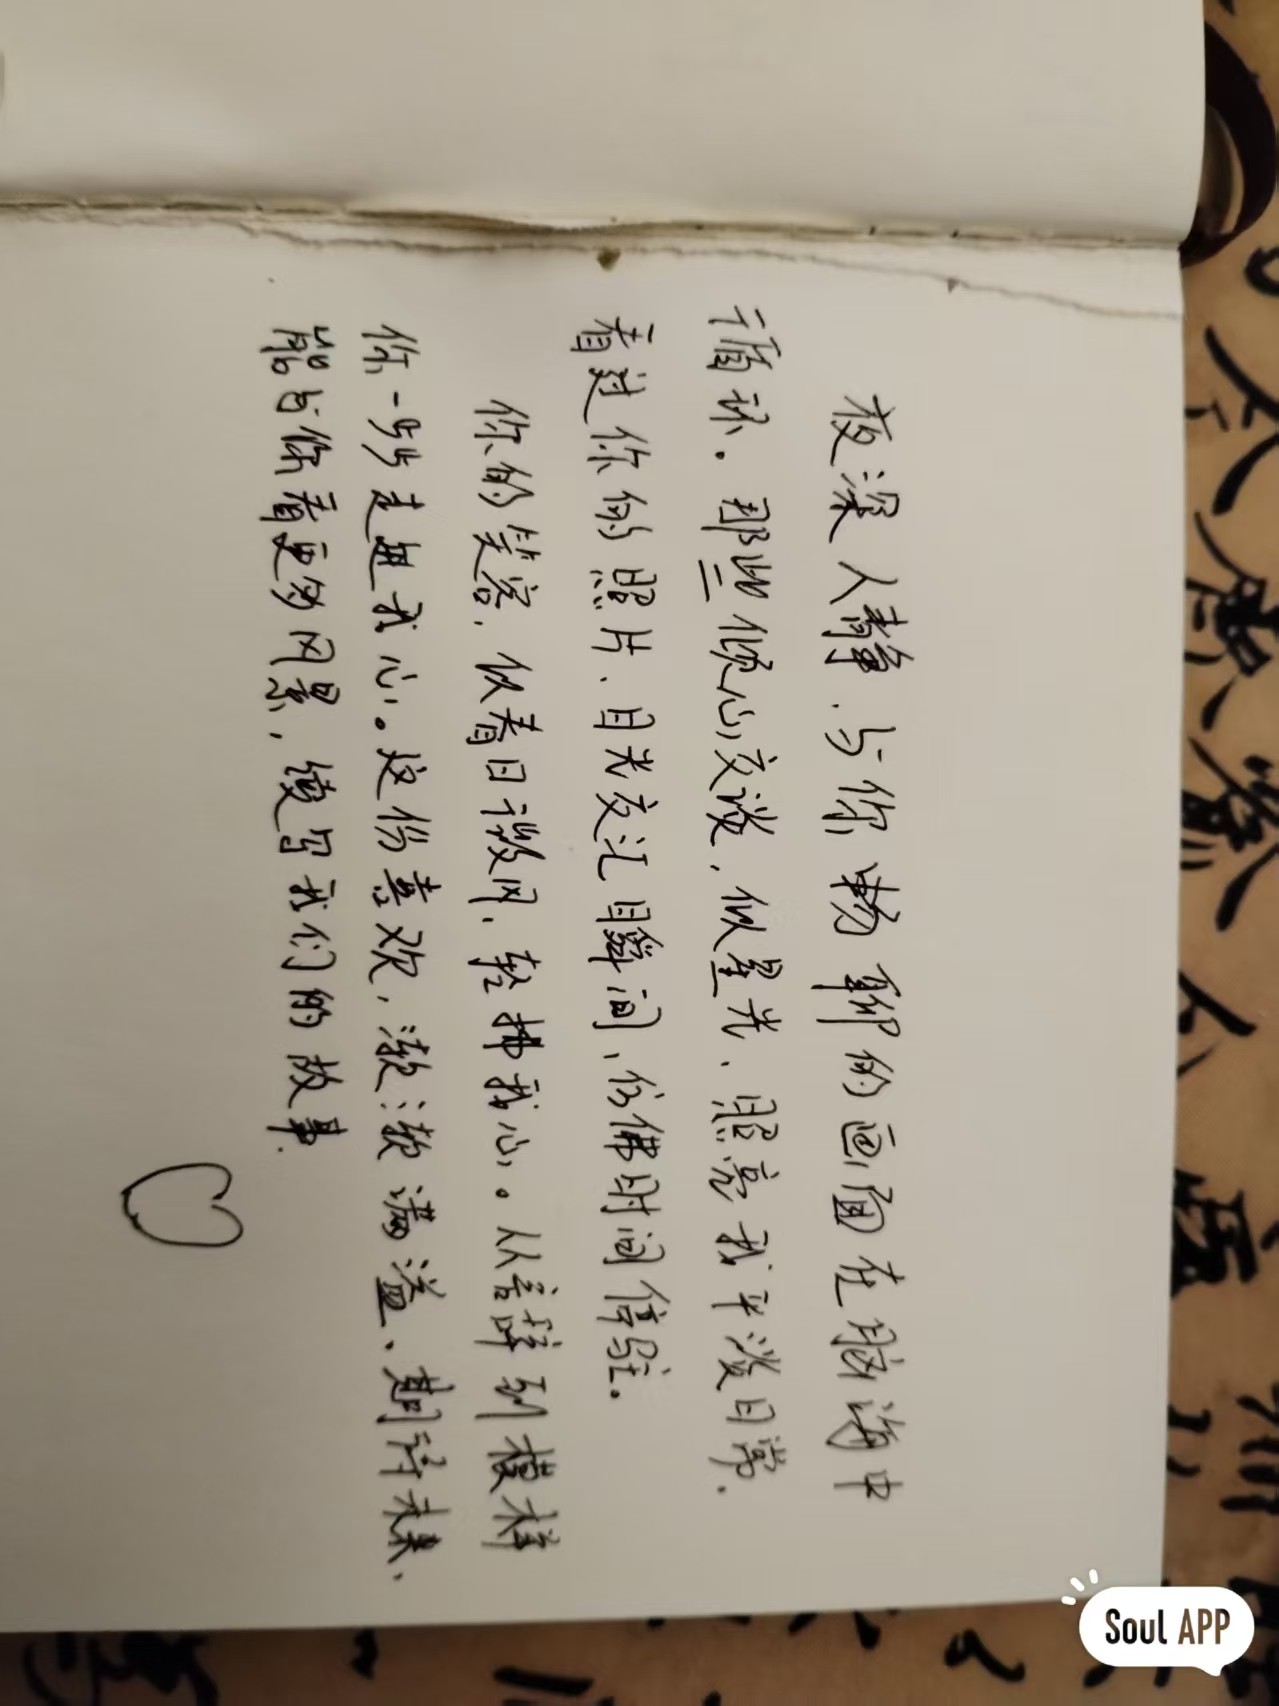 夜深人静，与你畅聊的画面在脑海中
循环。那些倾心交谈，似星光、照亮我平淡日常.
看过你的照片、目光交汇瞬间，仿佛时间停驻。
你的笑容，似春日微风，轻拂我心。从言辞到模样
你一步步走进我心。这份喜欢，渐渐满溢、期待未来、
能与你看更多风景，续写我们的故事.
Soul APP